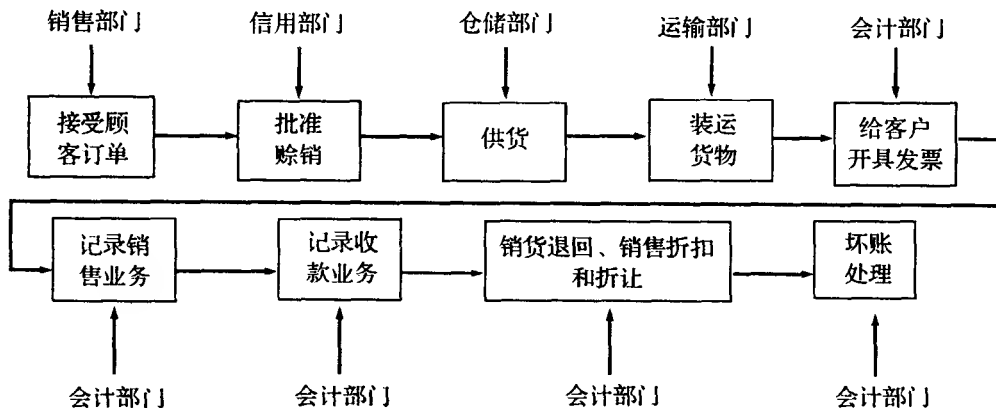 销售部门 信用部门 仓储部门 运输部门 会计部门
接受顾
客订单
批准
赊销
供货
装运
货物
给客户
开具发票
记录销
售业务
记录收
款业务
销货退回、销售折扣
和折让
坏账
处理
会计部门 会计部门 会计部门 会计部门